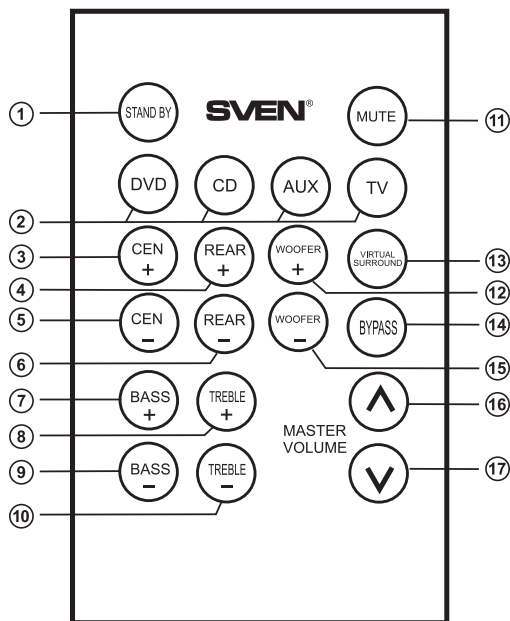 ① STAND BY SVEN® MUTE ⑪
DVD CD AUX TV
②
③ CEN + REAR + WOOFER + VIRTUAL SURROUND ⑬
④ ⑫
⑤ CEN – REAR – WOOFER – BYPASS ⑭
⑥ ⑮
⑦ BASS + TREBLE + ⑯
⑧ MASTER
VOLUME
⑨ BASS – TREBLE – ⑰
⑩